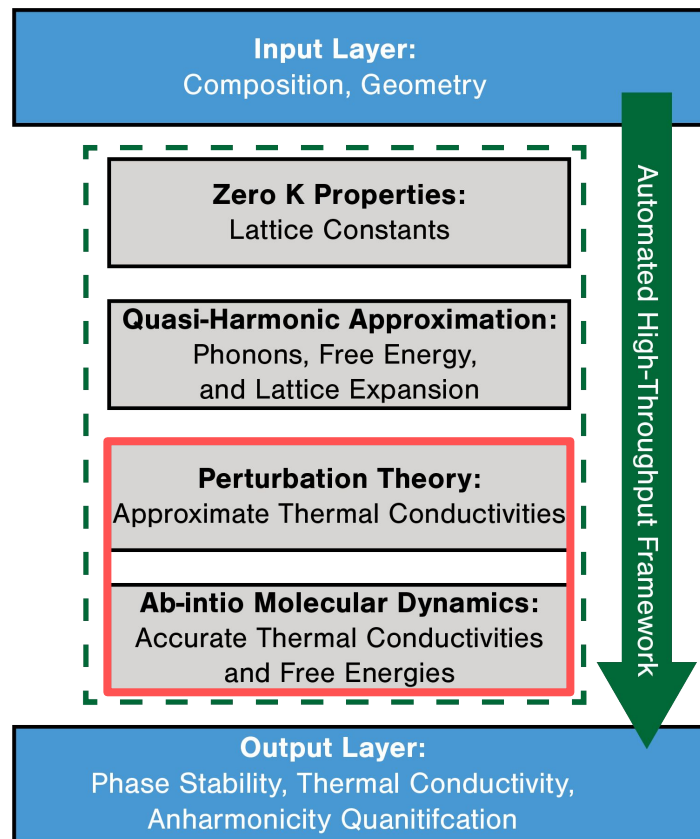 Input Layer:
Composition, Geometry
Zero K Properties:
Lattice Constants
Quasi-Harmonic Approximation:
Phonons, Free Energy,
and Lattice Expansion
Perturbation Theory:
Approximate Thermal Conductivities
Ab-intio Molecular Dynamics:
Accurate Thermal Conductivities
and Free Energies
Automated High-Throughput Framework
Output Layer:
Phase Stability, Thermal Conductivity,
Anharmonicity Quanitifcation